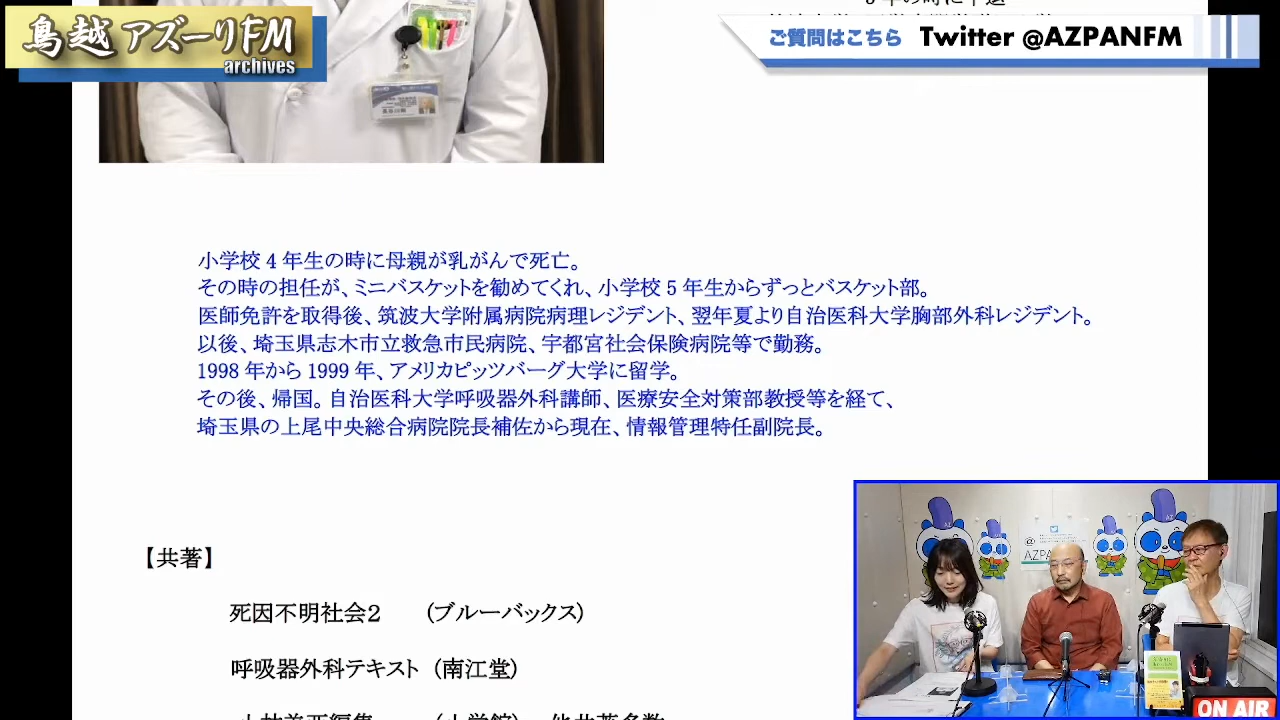 鳥越アズーリFM
archives
ご質問はこちら Twitter @AZPANFM
小学校4年生の時に母親が乳がんで死亡。
その時の担任が、ミニバスケットを勧めてくれ、小学校5年生からずっとバスケット部。
医師免許を取得後、筑波大学附属病院病理レジデント、翌年夏より自治医科大学胸部外科レジデント。
以後、埼玉県志木市立救急市民病院、宇都宮社会保険病院等で勤務。
1998年から1999年、アメリカピッツバーグ大学に留学。
その後、帰国。自治医科大学呼吸器外科講師、医療安全対策部教授等を経て、
埼玉県の上尾中央総合病院院長補佐から現在、情報管理特任副院長。
【共著】
死因不明社会2 (ブルーバックス)
呼吸器外科テキスト (南江堂)
@
AZPA
ON AIR